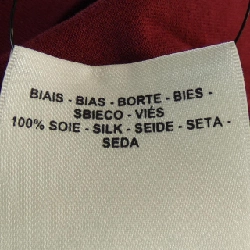 BIAIS - BIAS - BORTE - BIES -
SBIECO - VIÉS
100% SOIE - SILK - SEIDE - SETA -
SEDA